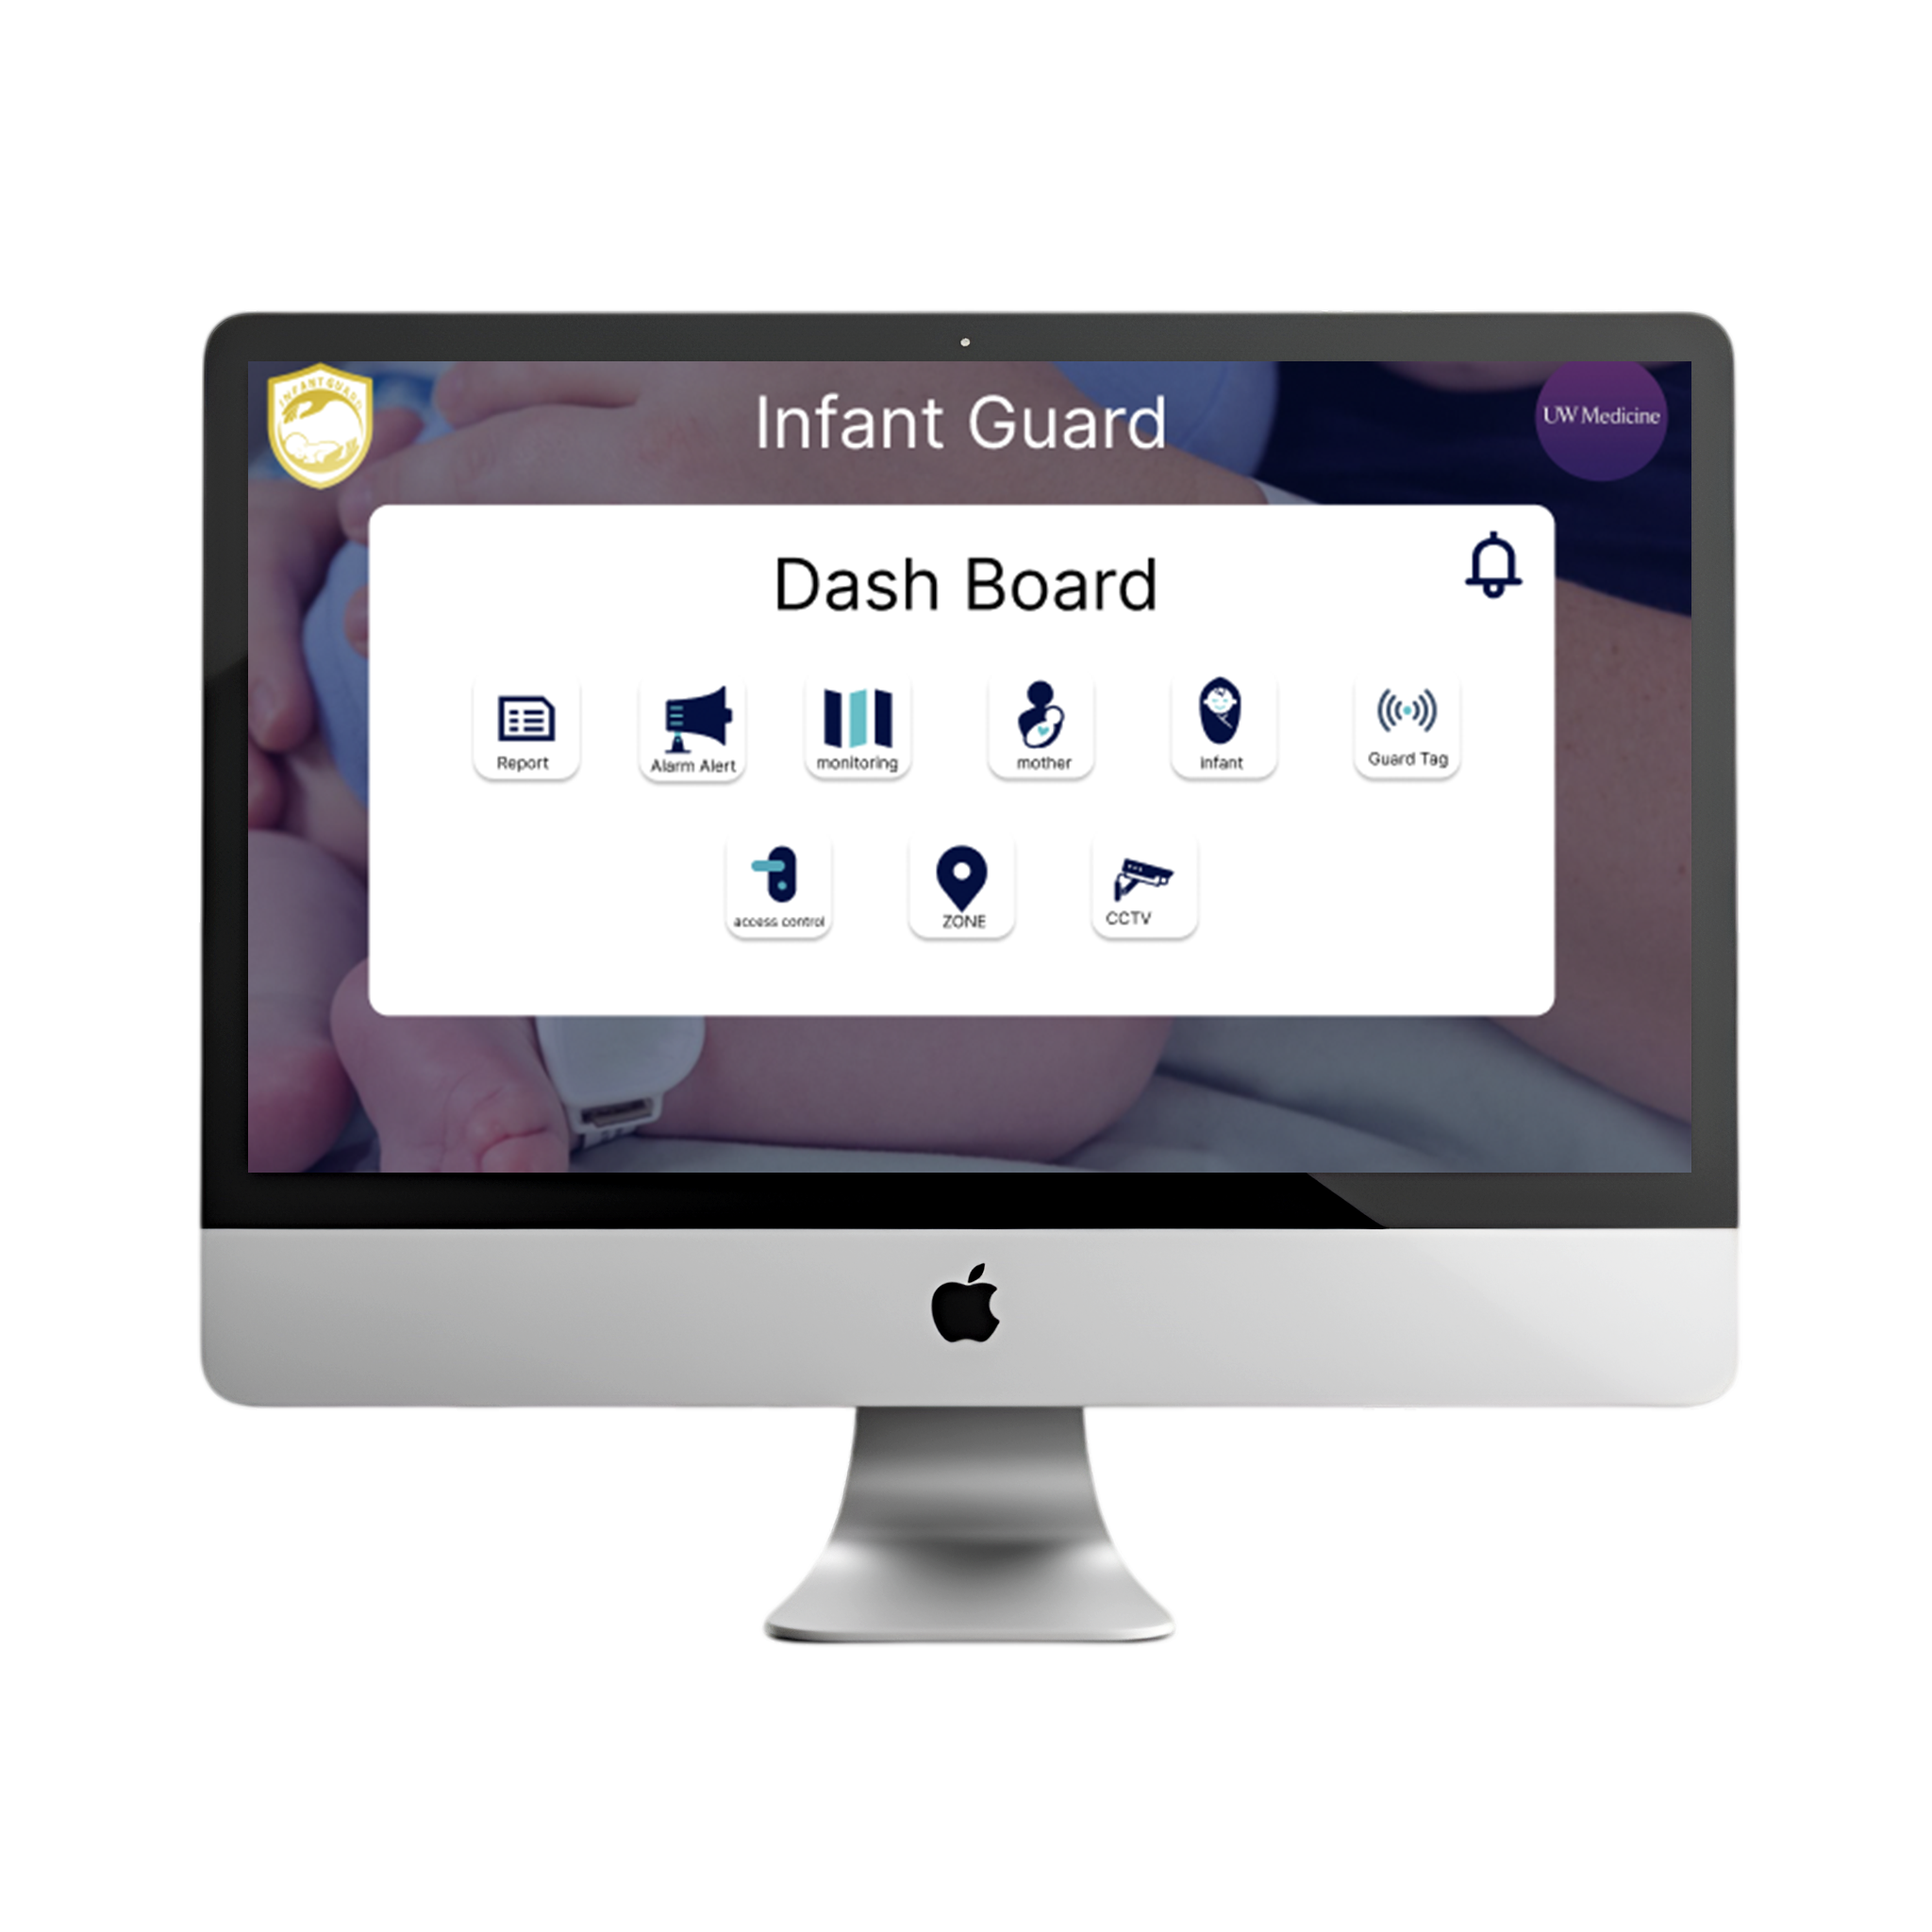 INFANT GUARD
Infant Guard
UW Medicine
Dash Board
Report
Alarm Alert
monitoring
mother
infant
Guard Tag
access control
ZONE
CCTV